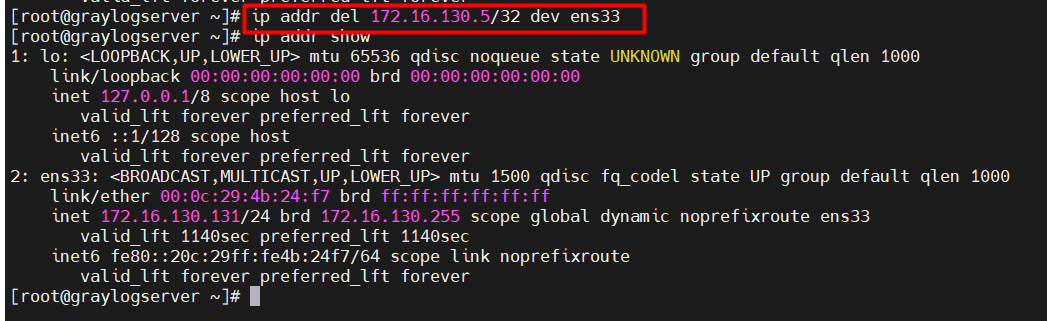 valid_lft forever preferred_lft forever
[root@graylogserver ~]# ip addr del 172.16.130.5/32 dev ens33
[root@graylogserver ~]# ip addr show
1: lo: <LOOPBACK,UP,LOWER_UP> mtu 65536 qdisc noqueue state UNKNOWN group default qlen 1000
    link/loopback 00:00:00:00:00:00 brd 00:00:00:00:00:00
    inet 127.0.0.1/8 scope host lo
       valid_lft forever preferred_lft forever
    inet6 ::1/128 scope host
       valid_lft forever preferred_lft forever
2: ens33: <BROADCAST,MULTICAST,UP,LOWER_UP> mtu 1500 qdisc fq_codel state UP group default qlen 1000
    link/ether 00:0c:29:4b:24:f7 brd ff:ff:ff:ff:ff:ff
    inet 172.16.130.131/24 brd 172.16.130.255 scope global dynamic noprefixroute ens33
       valid_lft 1140sec preferred_lft 1140sec
    inet6 fe80::20c:29ff:fe4b:24f7/64 scope link noprefixroute
       valid_lft forever preferred_lft forever
[root@graylogserver ~]#